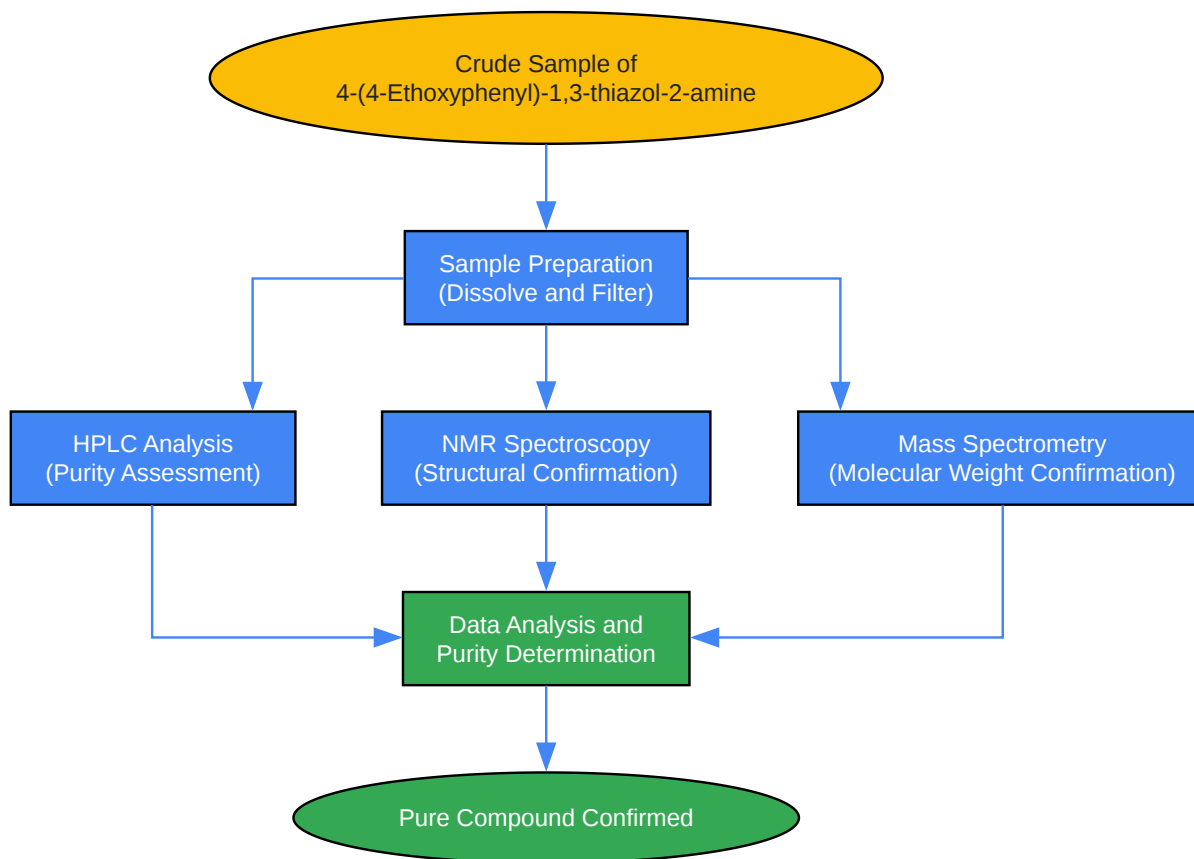 Crude Sample of
4-(4-Ethoxyphenyl)-1,3-thiazol-2-amine
Sample Preparation
(Dissolve and Filter)
HPLC Analysis
(Purity Assessment)
NMR Spectroscopy
(Structural Confirmation)
Mass Spectrometry
(Molecular Weight Confirmation)
Data Analysis and
Purity Determination
Pure Compound Confirmed